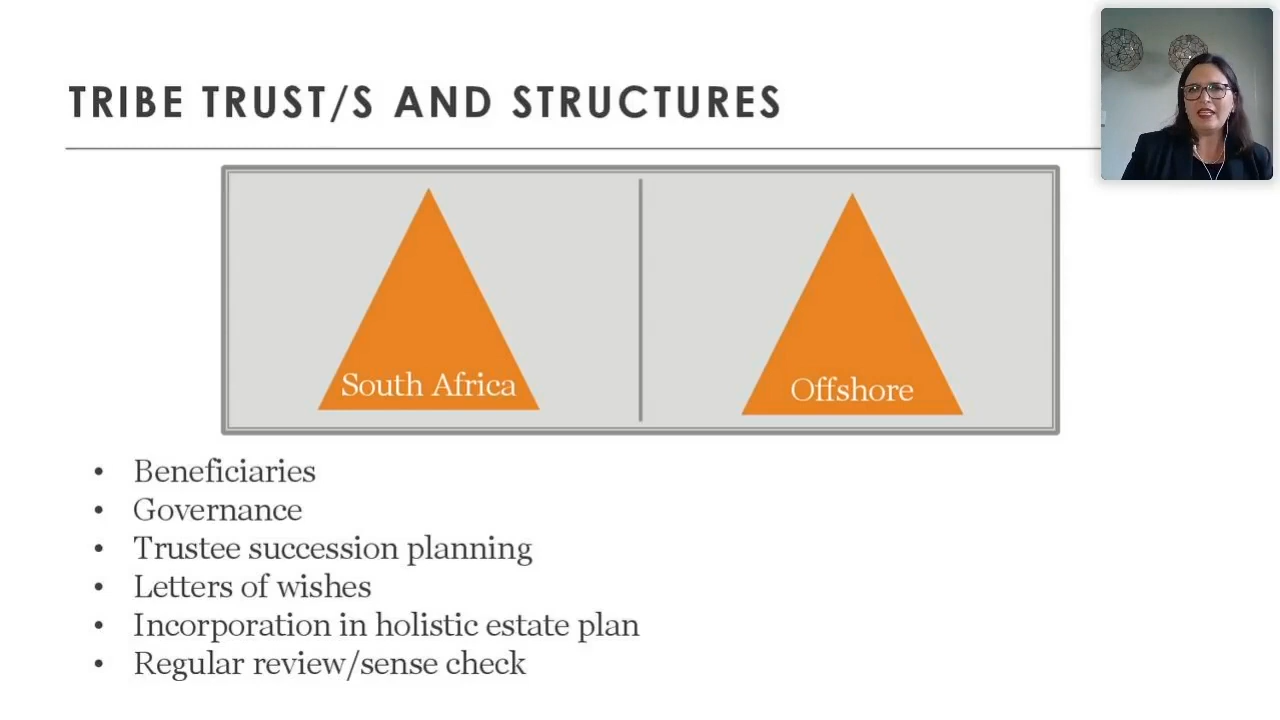 TRIBE TRUST/S AND STRUCTURES
South Africa
Offshore
• Beneficiaries
• Governance
• Trustee succession planning
• Letters of wishes
• Incorporation in holistic estate plan
• Regular review/sense check